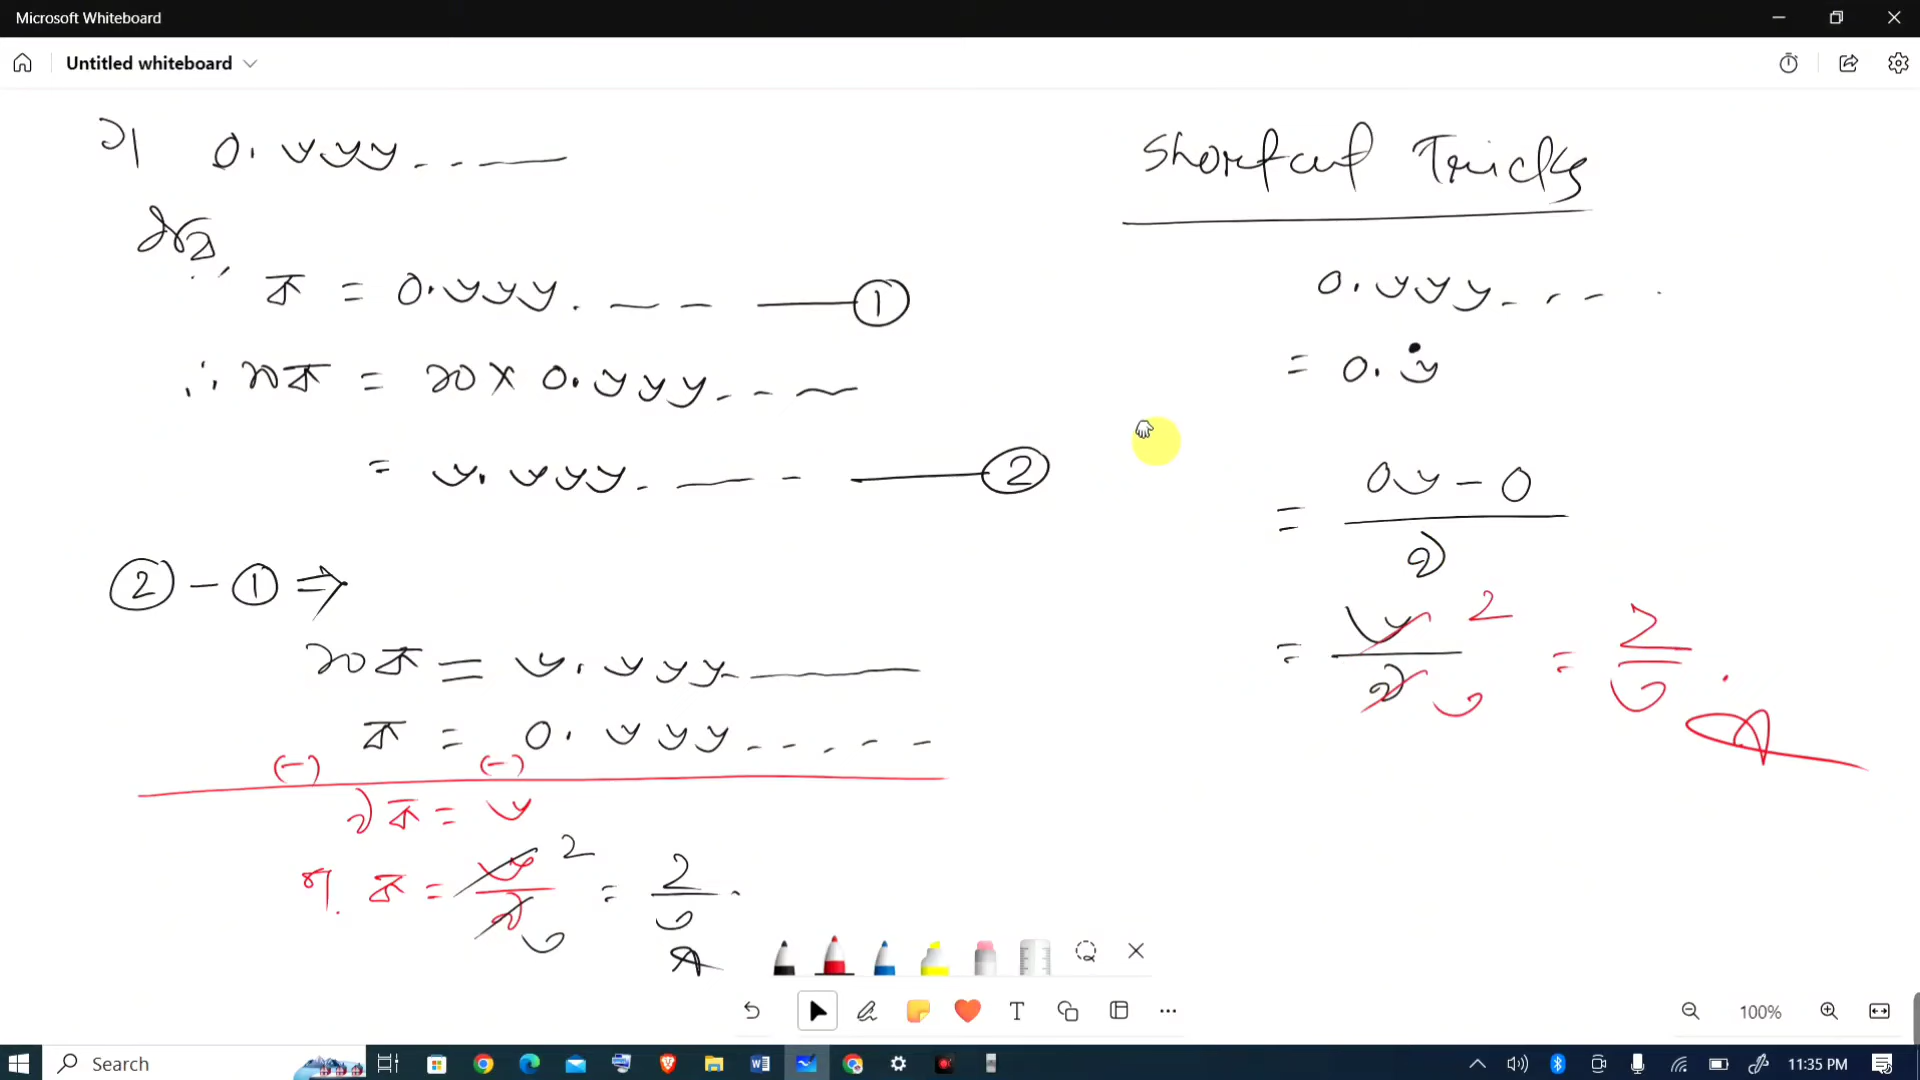 Microsoft Whiteboard
Untitled whiteboard
১। ০.৬৬৬.....
ধরি,
ক = ০.৬৬৬..... ①
∴ ১০ক = ১০ × ০.৬৬৬.....
= ৬.৬৬৬..... ②
② - ① ⇒
১০ক = ৬.৬৬৬.....
ক = ০.৬৬৬.....
(-) (-)
৯ক = ৬
বা, ক = ৬/৯ ২ ৩ = ২/৩.
Shortcut Tricks
০.৬৬৬.....
= ০.৬̇
= ০৬-০/৯
= ৬/৯ ২ ৩ = ২/৩.
100%
Search
11:35 PM